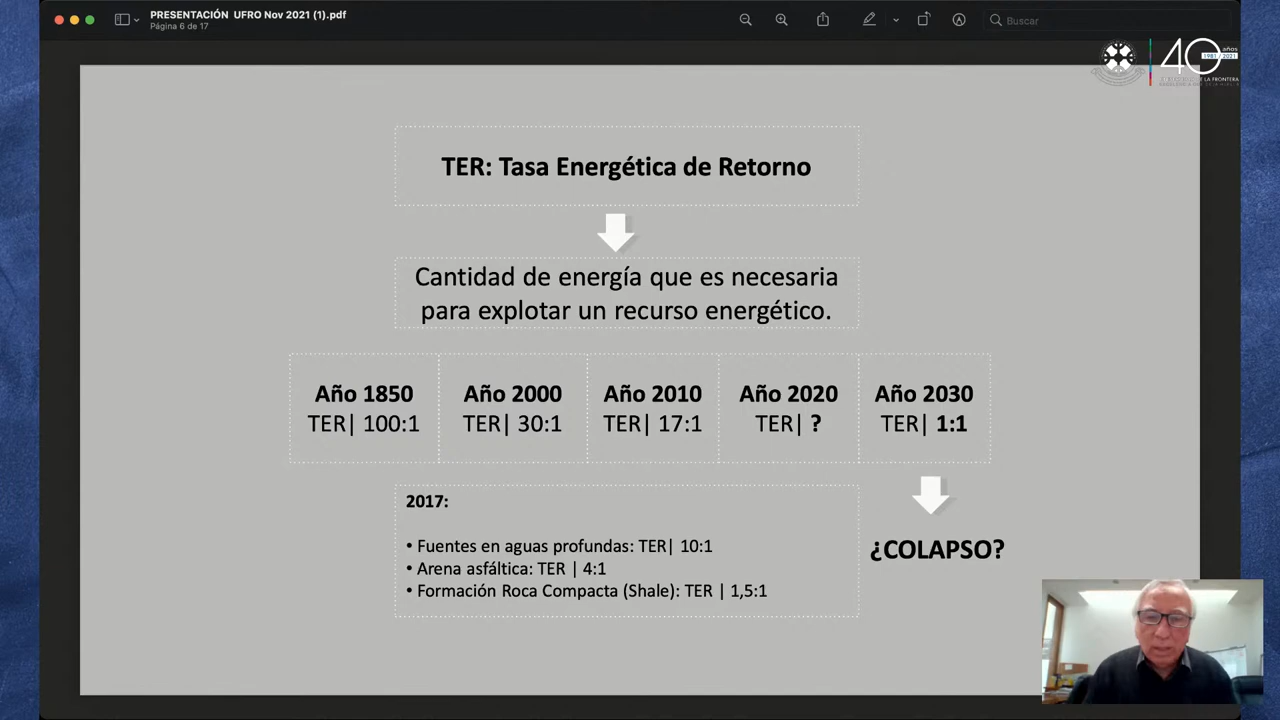 PRESENTACIÓN UFRO Nov 2021 (1).pdf
Página 6 de 17
Buscar
40 años
1981 / 2021
TER: Tasa Energética de Retorno
Cantidad de energía que es necesaria
para explotar un recurso energético.
Año 1850 Año 2000 Año 2010 Año 2020 Año 2030
TER| 100:1 TER| 30:1 TER| 17:1 TER| ? TER| 1:1
2017:
• Fuentes en aguas profundas: TER| 10:1
• Arena asfáltica: TER | 4:1
• Formación Roca Compacta (Shale): TER | 1,5:1
¿COLAPSO?